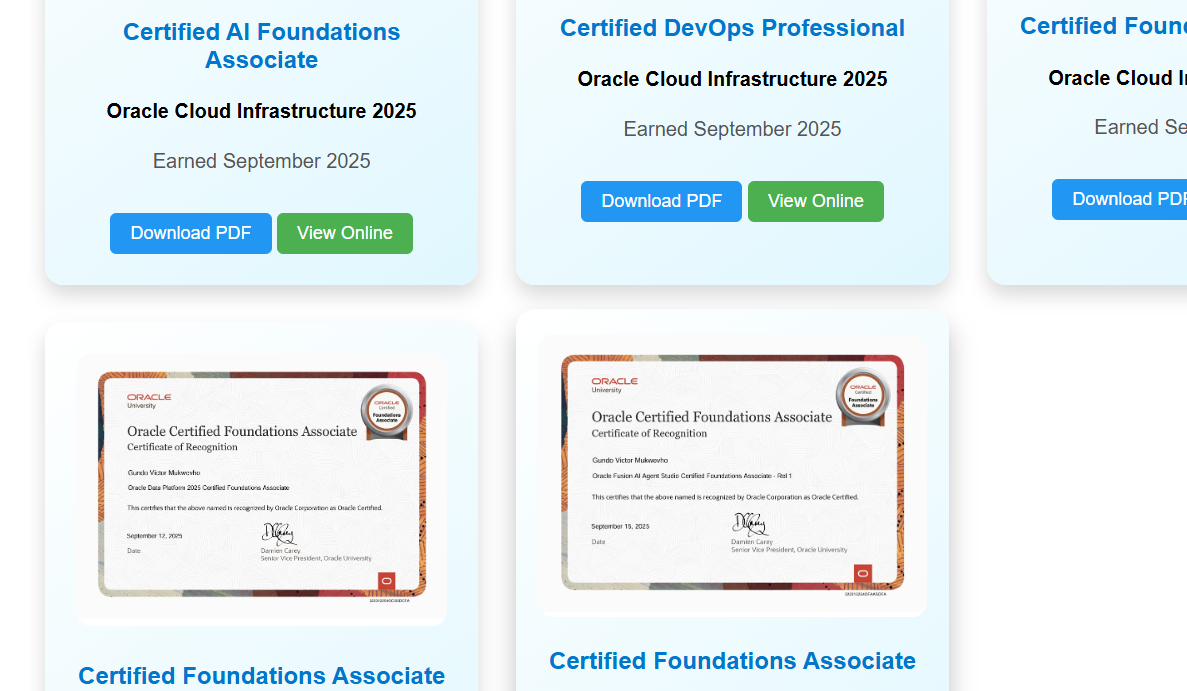 Certified AI Foundations
Associate
Oracle Cloud Infrastructure 2025
Earned September 2025
Download PDF View Online
Certified DevOps Professional
Oracle Cloud Infrastructure 2025
Earned September 2025
Download PDF View Online
Certified Foun
Oracle Cloud I
Earned Se
Download PDF
ORACLE
University
ORACLE
Certified
Foundations
Associate
Oracle Certified Foundations Associate
Certificate of Recognition
Gundo Victor Mukwevho
Oracle Data Platform 2025 Certified Foundations Associate
This certifies that the above named is recognized by Oracle Corporation as Oracle Certified.
September 12, 2025
Date
Damien Carey
Senior Vice President, Oracle University
Certified Foundations Associate
ORACLE
University
ORACLE
Certified
Foundations
Associate
Oracle Certified Foundations Associate
Certificate of Recognition
Gundo Victor Mukwevho
Oracle Fusion AI Agent Studio Certified Foundations Associate - Rel 1
This certifies that the above named is recognized by Oracle Corporation as Oracle Certified.
September 15, 2025
Date
Damien Carey
Senior Vice President, Oracle University
Certified Foundations Associate